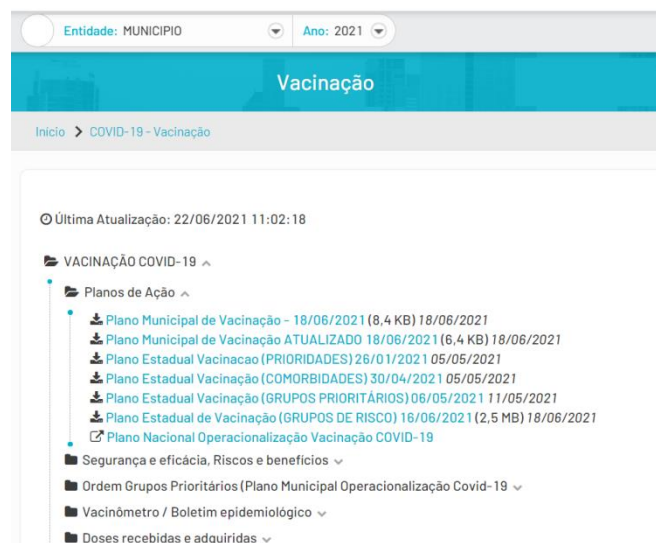 Entidade: MUNICIPIO Ano: 2021
Vacinação
Início > COVID-19 - Vacinação
Última Atualização: 22/06/2021 11:02:18
VACINAÇÃO COVID-19
Planos de Ação
Plano Municipal de Vacinação - 18/06/2021 (8,4 KB) 18/06/2021
Plano Municipal de Vacinação ATUALIZADO 18/06/2021 (6,4 KB) 18/06/2021
Plano Estadual Vacinacao (PRIORIDADES) 26/01/2021 05/05/2021
Plano Estadual Vacinação (COMORBIDADES) 30/04/2021 05/05/2021
Plano Estadual Vacinação (GRUPOS PRIORITÁRIOS) 06/05/2021 11/05/2021
Plano Estadual de Vacinação (GRUPOS DE RISCO) 16/06/2021 (2,5 MB) 18/06/2021
Plano Nacional Operacionalização Vacinação COVID-19
Segurança e eficácia, Riscos e benefícios
Ordem Grupos Prioritários (Plano Municipal Operacionalização Covid-19
Vacinômetro / Boletim epidemiológico
Doses recebidas e adquiridas